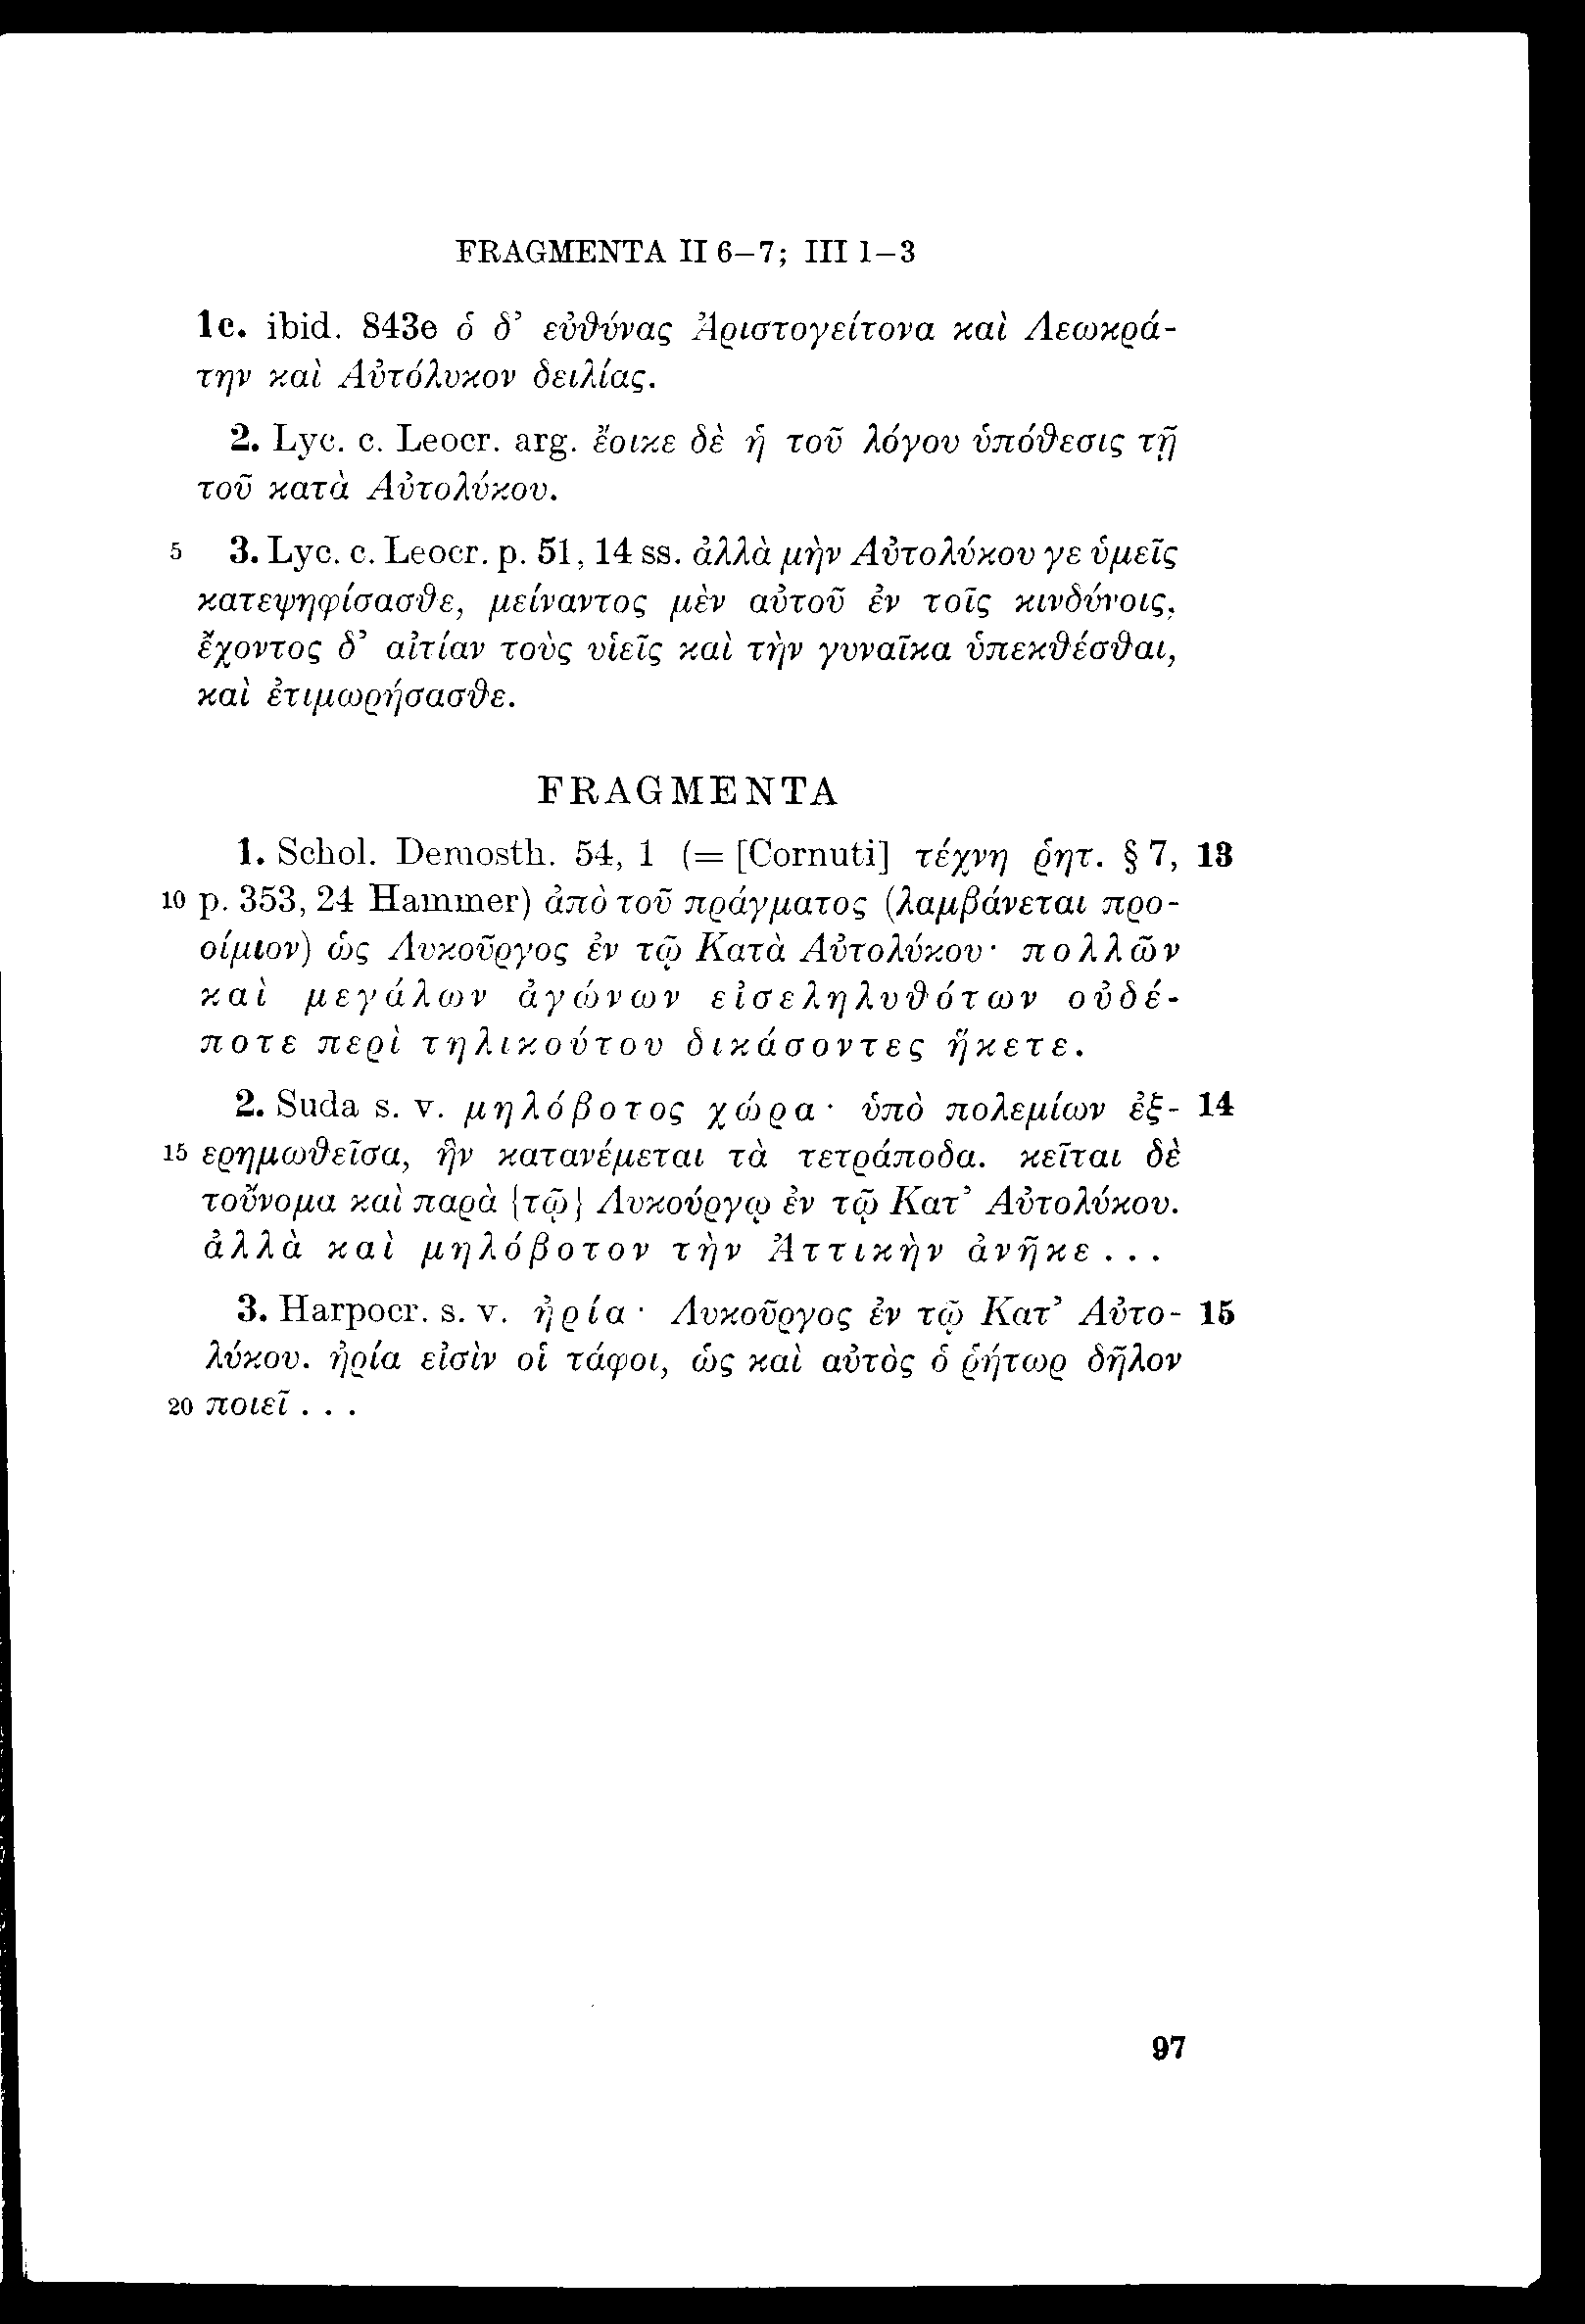 FRAGMENTA II 6–7; III 1–3
1c. ibid. 843e ὁ δ’ εὐθύνας Ἀριστογείτονα καὶ Λεωκρά-
την καὶ Αὐτόλυκον δειλίας.
2. Lyc. c. Leocr. arg. ἔοικε δὲ ἡ τοῦ λόγου ὑπόθεσις τῇ
τοῦ κατὰ Αὐτολύκου.
5 3. Lyc. c. Leocr. p. 51, 14 ss. ἀλλὰ μὴν Αὐτολύκου γε ὑμεῖς
κατεψηφίσασθε, μείναντος μὲν αὐτοῦ ἐν τοῖς κινδύνοις,
ἔχοντος δ’ αἰτίαν τοὺς υἱεῖς καὶ τὴν γυναῖκα ὑπεκθέσθαι,
καὶ ἐτιμωρήσασθε.
FRAGMENTA
1. Schol. Demosth. 54, 1 (= [Cornuti] τέχνη ῥητ. § 7, 13
10 p. 353, 24 Hammer) ἀπὸ τοῦ πράγματος (λαμβάνεται προ-
οίμιον) ὡς Λυκοῦργος ἐν τῷ Κατὰ Αὐτολύκου· πολλῶν
καὶ μεγάλων ἀγώνων εἰσεληλυθότων οὐδέ-
ποτε περὶ τηλικούτου δικάσοντες ἥκετε.
2. Suda s. v. μηλόβοτος χώρα· ὑπὸ πολεμίων ἐξ- 14
15 ερημωθεῖσα, ἣν κατανέμεται τὰ τετράποδα. κεῖται δὲ
τοὔνομα καὶ παρὰ {τῷ} Λυκούργῳ ἐν τῷ Κατ’ Αὐτολύκου.
ἀλλὰ καὶ μηλόβοτον τὴν Ἀττικὴν ἀνῆκε . . .
3. Harpocr. s. v. ἠρία· Λυκοῦργος ἐν τῷ Κατ’ Αὐτο- 15
λύκου. ἠρία εἰσὶν οἱ τάφοι, ὡς καὶ αὐτὸς ὁ ῥήτωρ δῆλον
20 ποιεῖ . . .
97